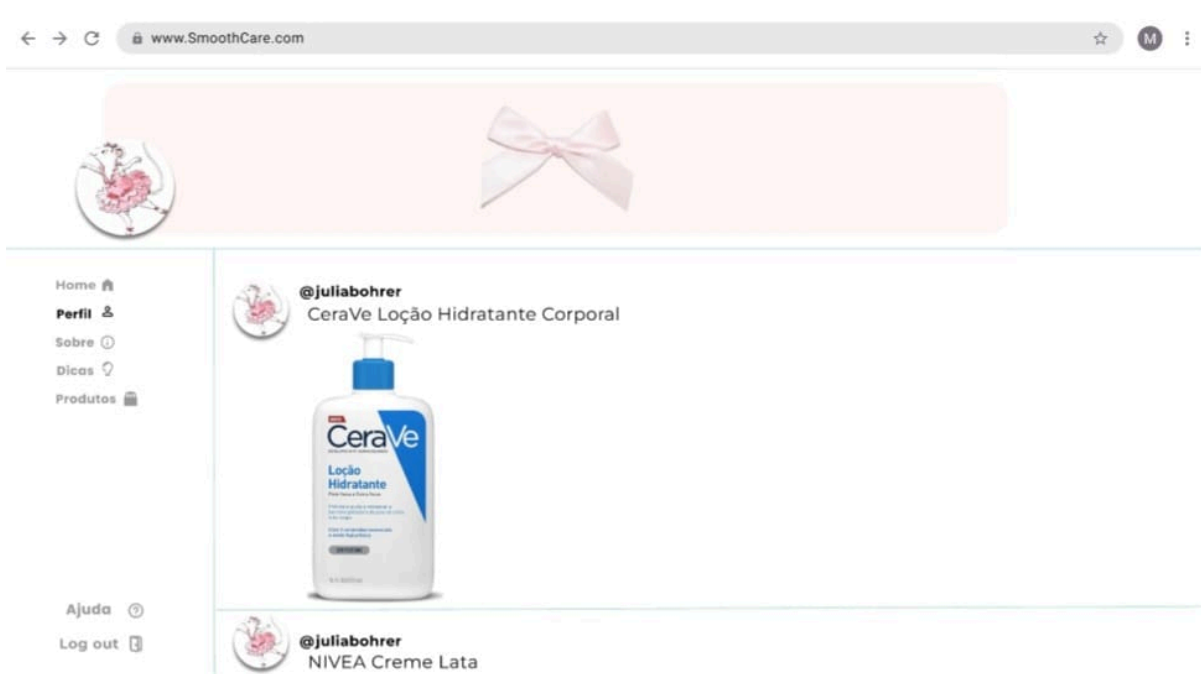 www.SmoothCare.com
M
Home
Perfil
Sobre
Dicas
Produtos
Ajuda
Log out
@juliabohrer
CeraVe Loção Hidratante Corporal
CeraVe
Loção
Hidratante
@juliabohrer
NIVEA Creme Lata